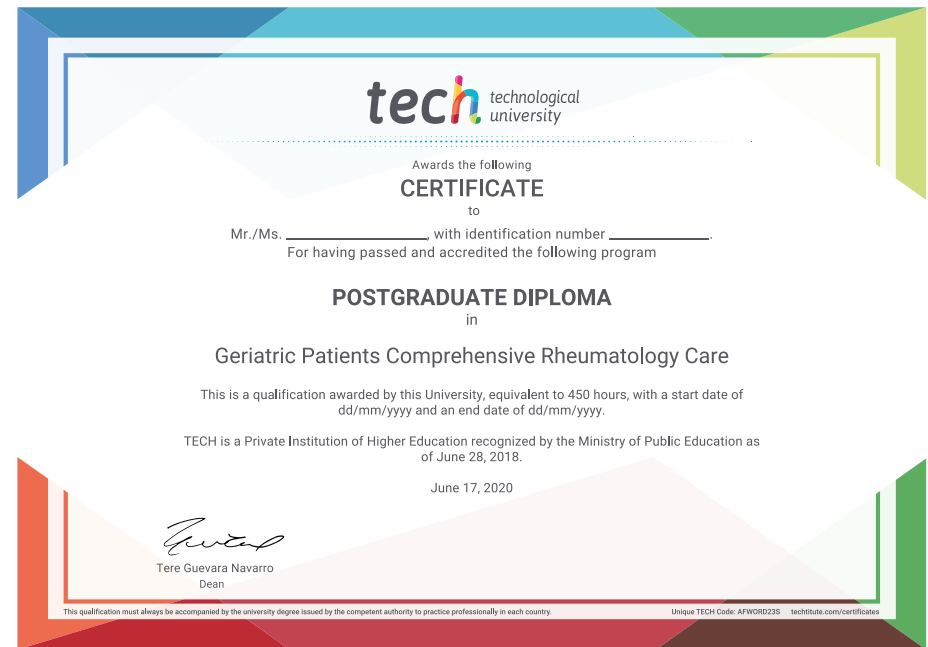 tech technological
university
Awards the following
CERTIFICATE
to
Mr./Ms. ____________________, with identification number ______________.
For having passed and accredited the following program
POSTGRADUATE DIPLOMA
in
Geriatric Patients Comprehensive Rheumatology Care
This is a qualification awarded by this University, equivalent to 450 hours, with a start date of
dd/mm/yyyy and an end date of dd/mm/yyyy.
TECH is a Private Institution of Higher Education recognized by the Ministry of Public Education as
of June 28, 2018.
June 17, 2020
Tere Guevara Navarro
Dean
This qualification must always be accompanied by the university degree issued by the competent authority to practice professionally in each country.
Unique TECH Code: AFWORD23S techtitute.com/certificates